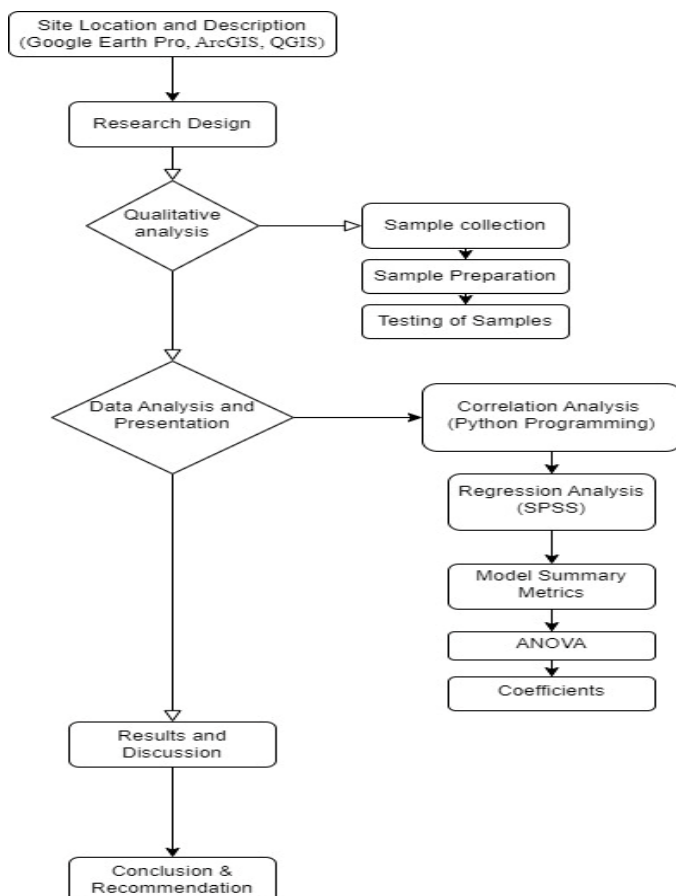 Site Location and Description
(Google Earth Pro, ArcGIS, QGIS)
Research Design
Qualitative
analysis
Sample collection
Sample Preparation
Testing of Samples
Data Analysis and
Presentation
Correlation Analysis
(Python Programming)
Regression Analysis
(SPSS)
Model Summary
Metrics
ANOVA
Coefficients
Results and
Discussion
Conclusion &
Recommendation